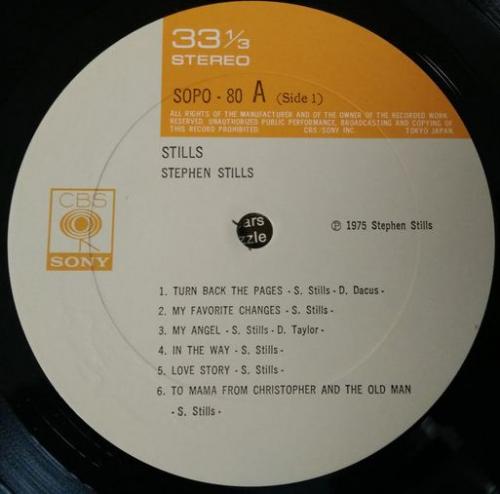 33 1/3
STEREO
SOPO - 80 A (Side 1)
ALL RIGHTS OF THE MANUFACTURER AND OF THE OWNER OF THE RECORDED WORK
RESERVED. UNAUTHORIZED PUBLIC PERFORMANCE, BROADCASTING AND COPYING OF
THIS RECORD PROHIBITED. CBS/SONY INC. TOKYO JAPAN.
STILLS
STEPHEN STILLS
CBS
SONY
ars
zzle
Ⓟ 1975 Stephen Stills
1. TURN BACK THE PAGES - S. Stills - D. Dacus -
2. MY FAVORITE CHANGES - S. Stills -
3. MY ANGEL - S. Stills - D. Taylor -
4. IN THE WAY - S. Stills -
5. LOVE STORY - S. Stills -
6. TO MAMA FROM CHRISTOPHER AND THE OLD MAN
- S. Stills -